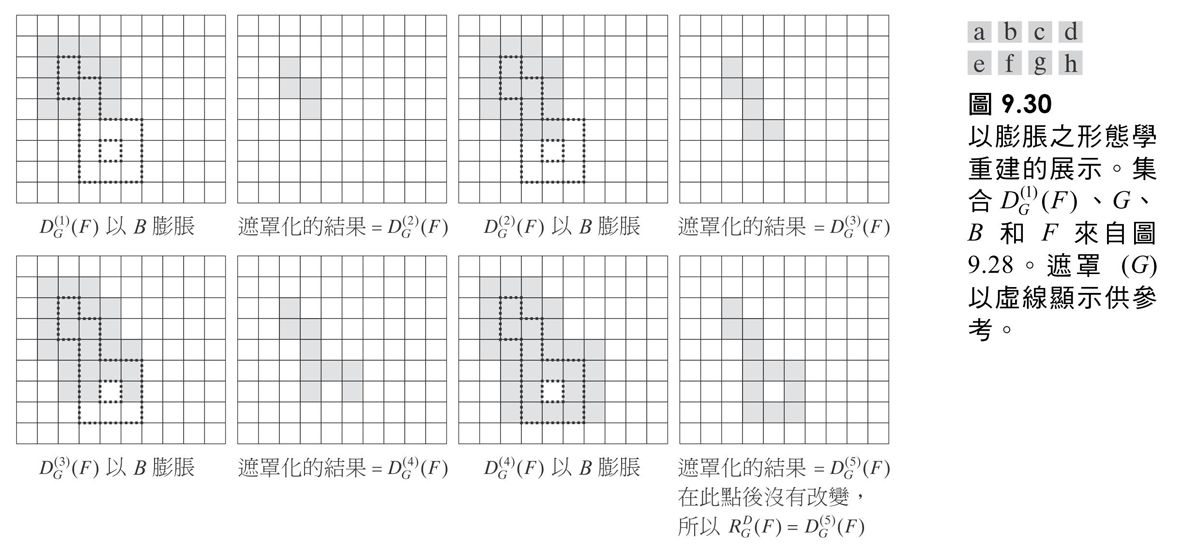 $D_G^{(1)}(F)$ 以 $B$ 膨脹
遮罩化的結果 = $D_G^{(2)}(F)$
$D_G^{(2)}(F)$ 以 $B$ 膨脹
遮罩化的結果 = $D_G^{(3)}(F)$
$D_G^{(3)}(F)$ 以 $B$ 膨脹
遮罩化的結果 = $D_G^{(4)}(F)$
$D_G^{(4)}(F)$ 以 $B$ 膨脹
遮罩化的結果 = $D_G^{(5)}(F)$
在此點後沒有改變，
所以 $R_G^D(F) = D_G^{(5)}(F)$
a b c d
e f g h
圖 9.30
以膨脹之形態學
重建的展示。集
合 $D_G^{(1)}(F)$、$G$、
$B$ 和 $F$ 來自圖
9.28。遮罩 ($G$)
以虛線顯示供參
考。